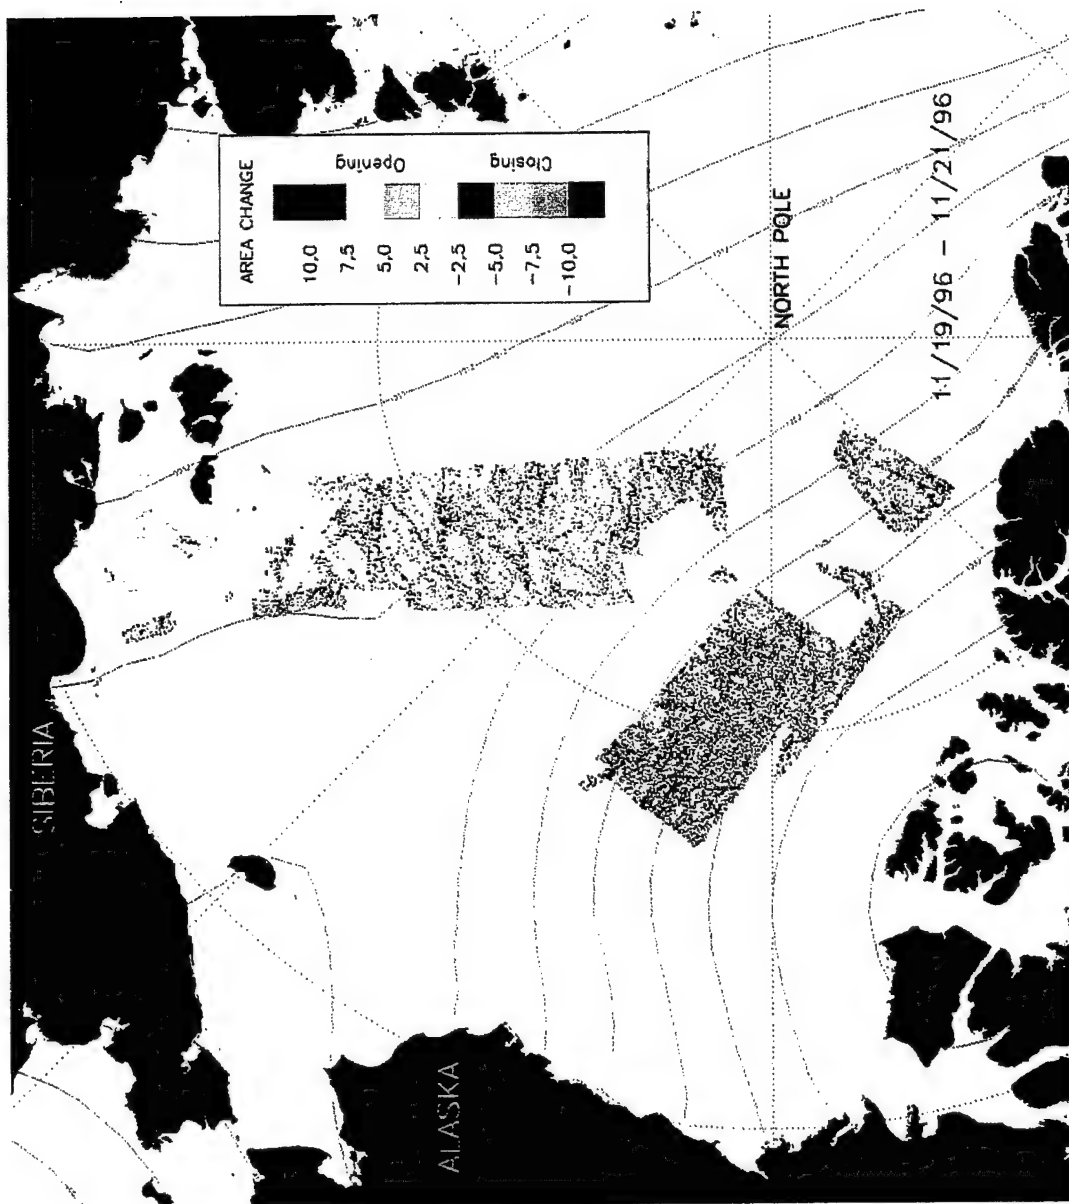 SIBERIA
AREA CHANGE
10.0
7.5
5.0
2.5
-2.5
-5.0
-7.5
-10.0
Opening
Closing
NORTH POLE
11/19/96 - 11/21/96
ALASKA